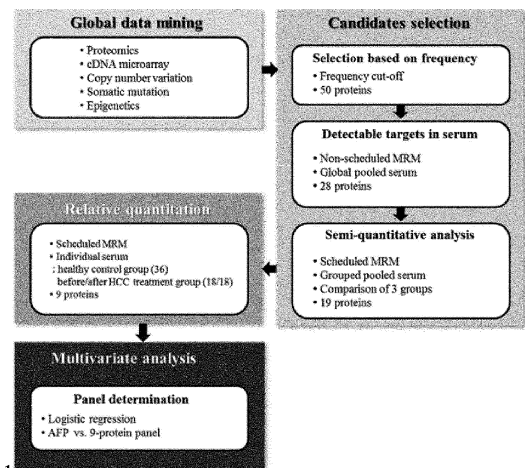 Global data mining
• Proteomics
• cDNA microarray
• Copy number variation
• Somatic mutation
• Epigenetics
Candidates selection
Selection based on frequency
• Frequency cut-off
• 50 proteins
Detectable targets in serum
• Non-scheduled MRM
• Global pooled serum
• 28 proteins
Semi-quantitative analysis
• Scheduled MRM
• Grouped pooled serum
• Comparison of 3 groups
• 19 proteins
Relative quantitation
• Scheduled MRM
• Individual serum
; healthy control group (36)
before/after HCC treatment group (18/18)
• 9 proteins
Multivariate analysis
Panel determination
• Logistic regression
• AFP vs. 9-protein panel